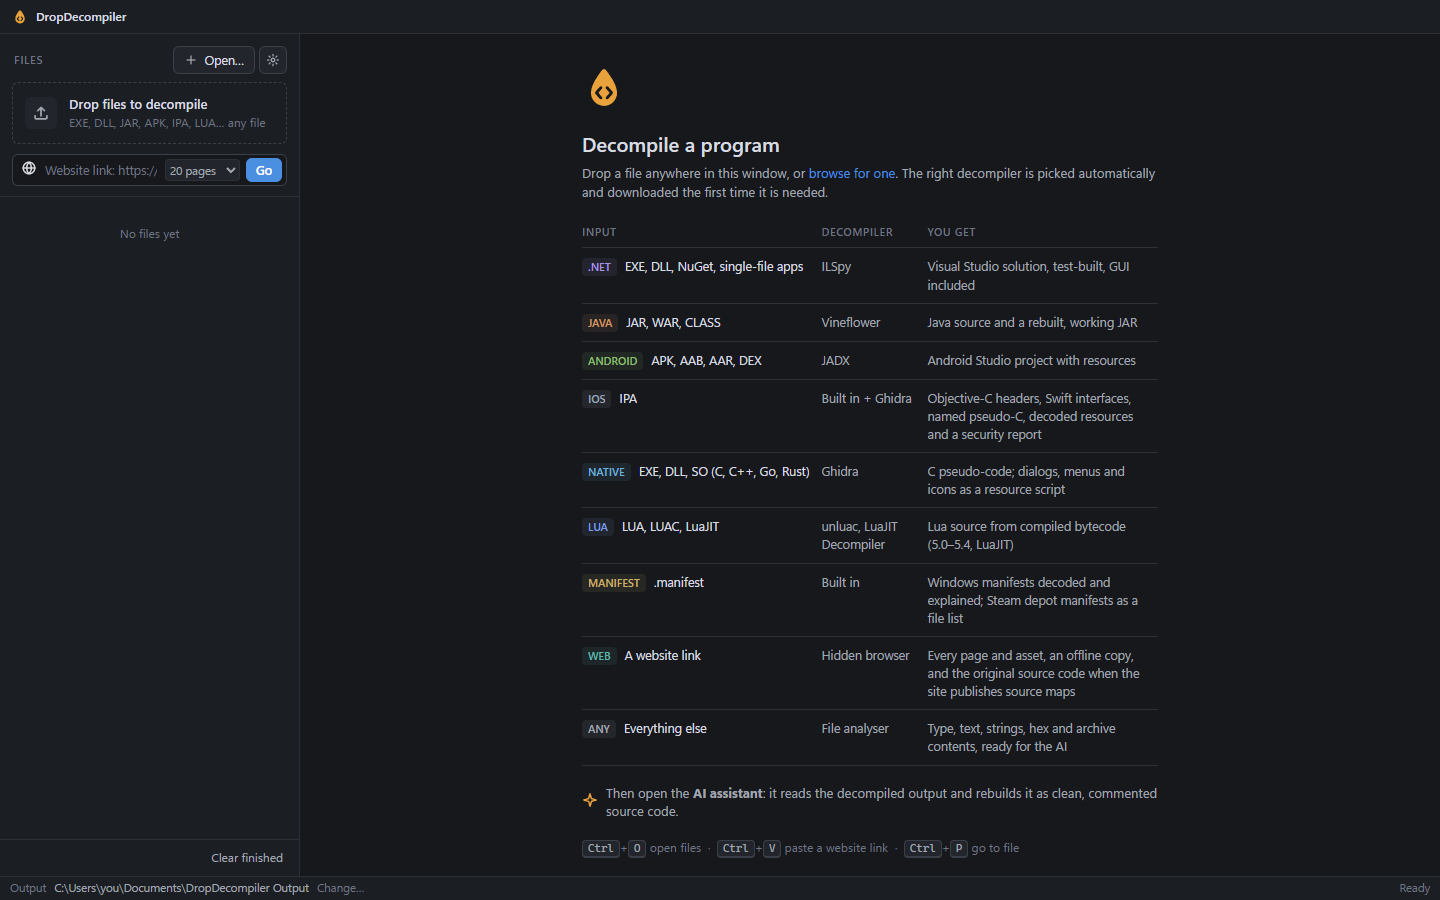 DropDecompiler
FILES
Open...
Drop files to decompile
EXE, DLL, JAR, APK, IPA, LUA... any file
Website link: https:/
20 pages
Go
No files yet
Clear finished
Decompile a program
Drop a file anywhere in this window, or browse for one. The right decompiler is picked automatically
and downloaded the first time it is needed.
INPUT DECOMPILER YOU GET
.NET EXE, DLL, NuGet, single-file apps ILSpy Visual Studio solution, test-built, GUI
included
JAVA JAR, WAR, CLASS Vineflower Java source and a rebuilt, working JAR
ANDROID APK, AAB, AAR, DEX JADX Android Studio project with resources
IOS IPA Built in + Ghidra Objective-C headers, Swift interfaces,
named pseudo-C, decoded resources
and a security report
NATIVE EXE, DLL, SO (C, C++, Go, Rust) Ghidra C pseudo-code; dialogs, menus and
icons as a resource script
LUA LUA, LUAC, LuaJIT unluac, LuaJIT Lua source from compiled bytecode
Decompiler (5.0–5.4, LuaJIT)
MANIFEST .manifest Built in Windows manifests decoded and
explained; Steam depot manifests as a
file list
WEB A website link Hidden browser Every page and asset, an offline copy,
and the original source code when the
site publishes source maps
ANY Everything else File analyser Type, text, strings, hex and archive
contents, ready for the AI
Then open the AI assistant: it reads the decompiled output and rebuilds it as clean, commented
source code.
Ctrl+O open files · Ctrl+V paste a website link · Ctrl+P go to file
Output C:\Users\you\Documents\DropDecompiler Output Change...
Ready